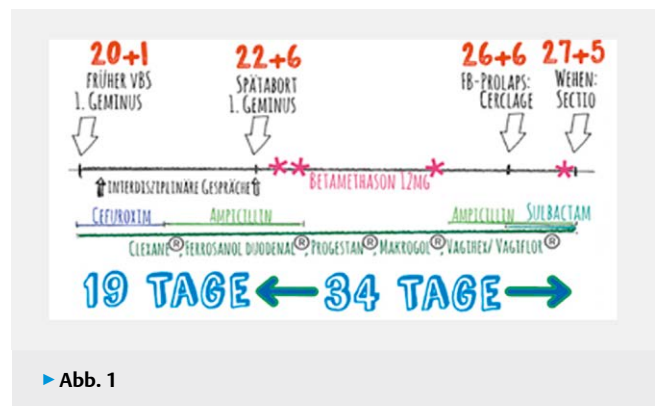 20+1 22+6 26+6 27+5
FRÜHER VBS
1. GEMINUS
SPÄTABORT
1. GEMINUS
FB-PROLAPS:
CERCLAGE
WEHEN:
SECTIO
INTERDISZIPLINÄRE GESPRÄCHE
BETAMETHASON 12MG
CEFUROXIM AMPICILLIN AMPICILLIN SULBACTAM
CLEXANE®, FERROSANOL DUODENAL®, PROGESTAN®, MAKROGOL®, VAGIHEX/ VAGIFLOR®
19 TAGE 34 TAGE
Abb. 1